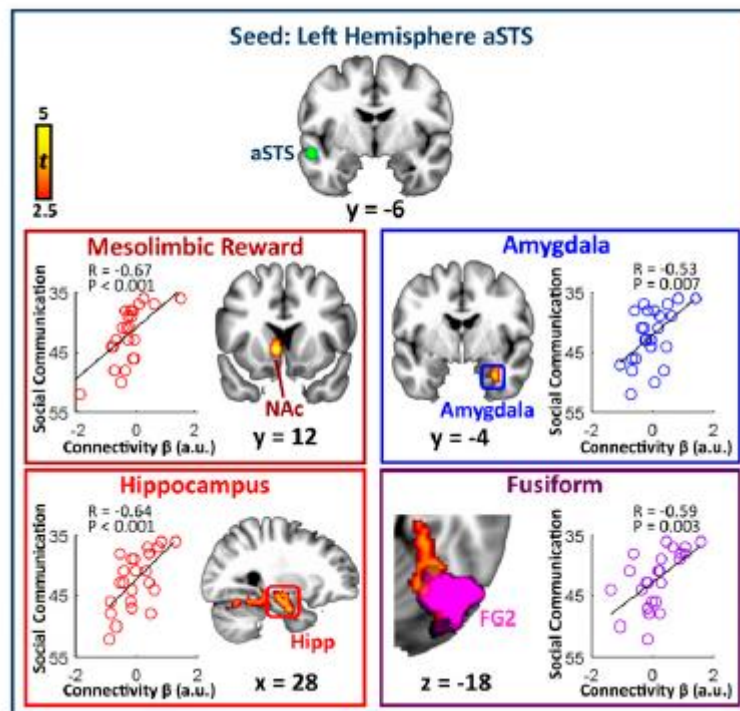 Seed: Left Hemisphere aSTS
5
t
2.5
aSTS
y = -6
Mesolimbic Reward
R = -0.67
P < 0.001
Social Communication
35
45
55
-2
0
2
Connectivity β (a.u.)
NAc
y = 12
Amygdala
Amygdala
y = -4
R = -0.53
P = 0.007
Social Communication
35
45
55
-2
0
2
Connectivity β (a.u.)
Hippocampus
R = -0.64
P < 0.001
Social Communication
35
45
55
-2
0
2
Connectivity β (a.u.)
Hipp
x = 28
Fusiform
FG2
z = -18
R = -0.59
P = 0.003
Social Communication
35
45
55
-2
0
2
Connectivity β (a.u.)